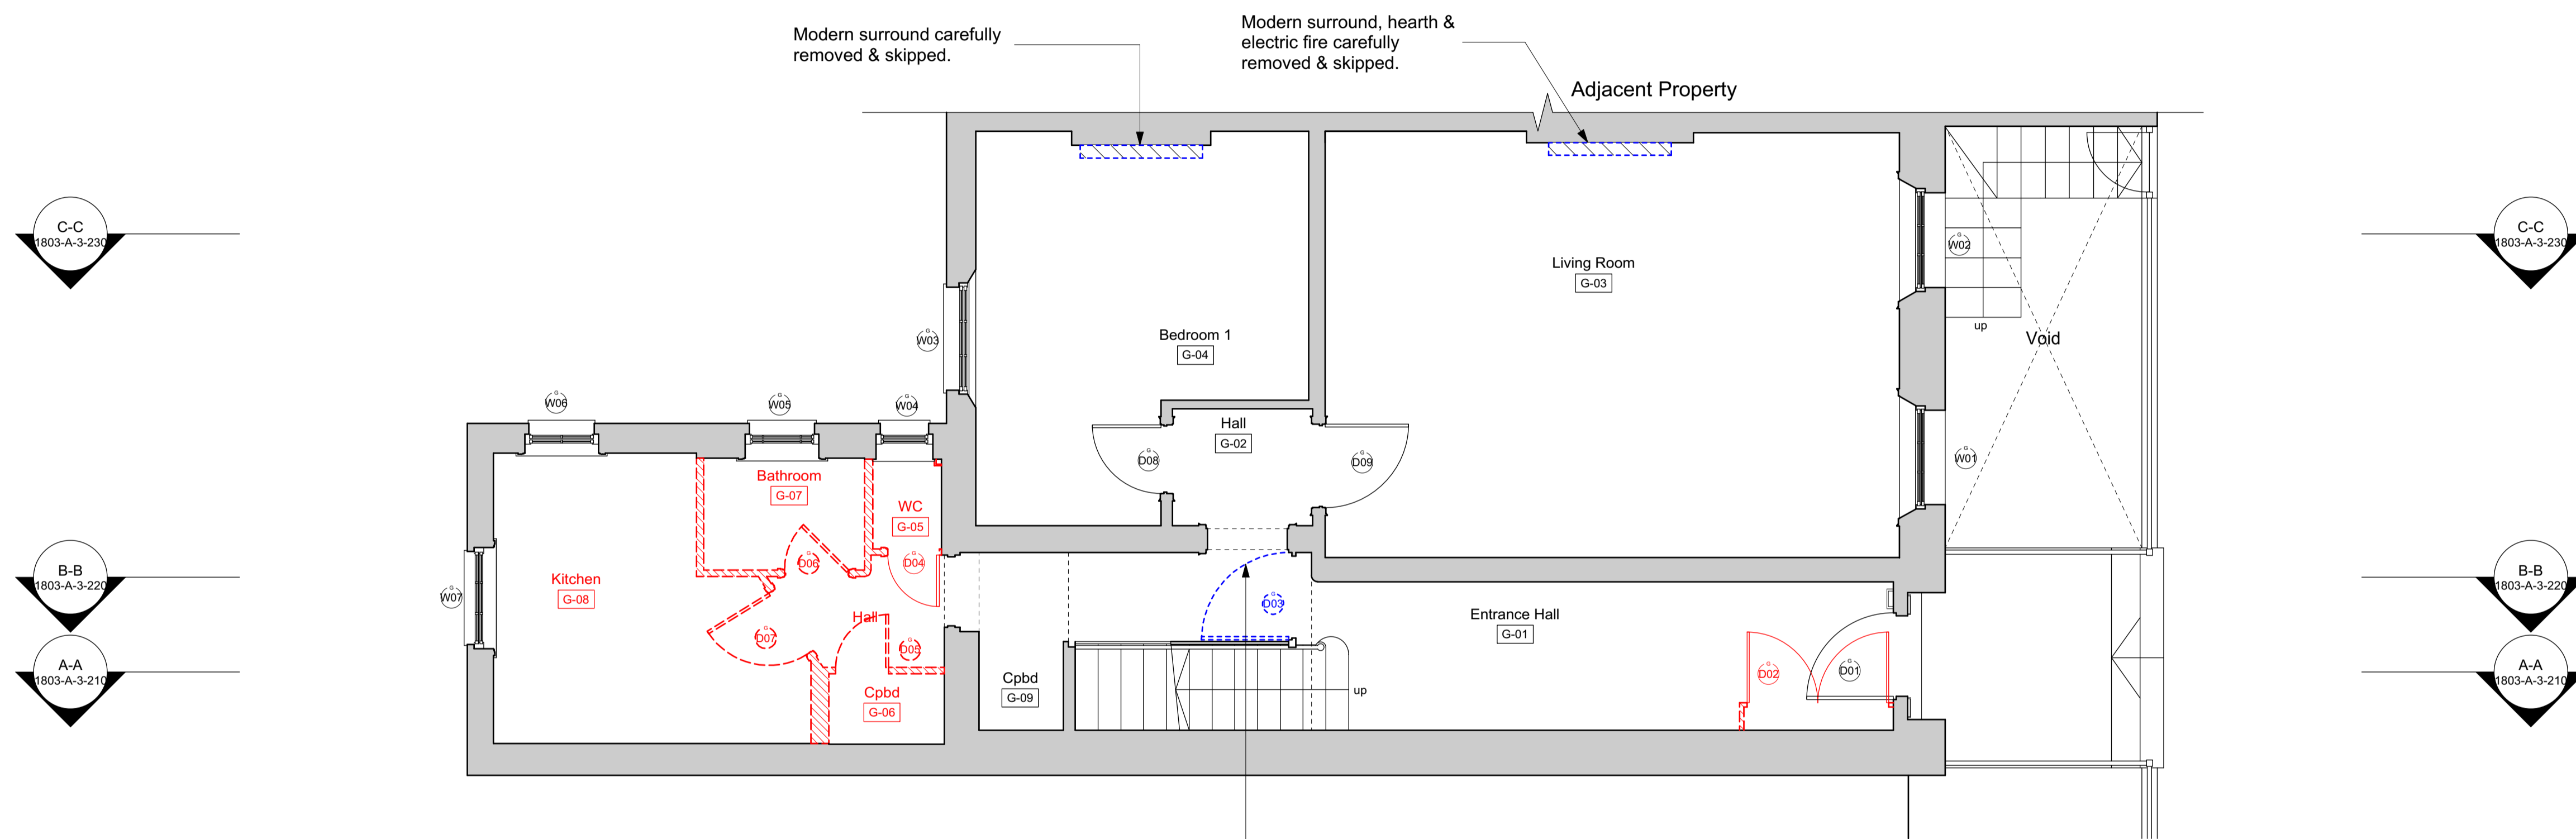 Modern surround carefully
removed & skipped.
Modern surround, hearth &
electric fire carefully
removed & skipped.
Adjacent Property
C-C
1803-A-3-230
C-C
1803-A-3-230
Living Room
G-03
G
W02
up
Void
G
W03
Bedroom 1
G-04
G
W06
G
W05
G
W04
Hall
G-02
G
D08
G
D09
G
W01
Bathroom
G-07
WC
G-05
B-B
1803-A-3-220
B-B
1803-A-3-220
G
D06
G
D04
Kitchen
G-08
G
W07
G
D03
Hall
Entrance Hall
G-01
G
D07
G
D05
A-A
1803-A-3-210
A-A
1803-A-3-210
G
D02
G
D01
Cpbd
G-06
Cpbd
G-09
up